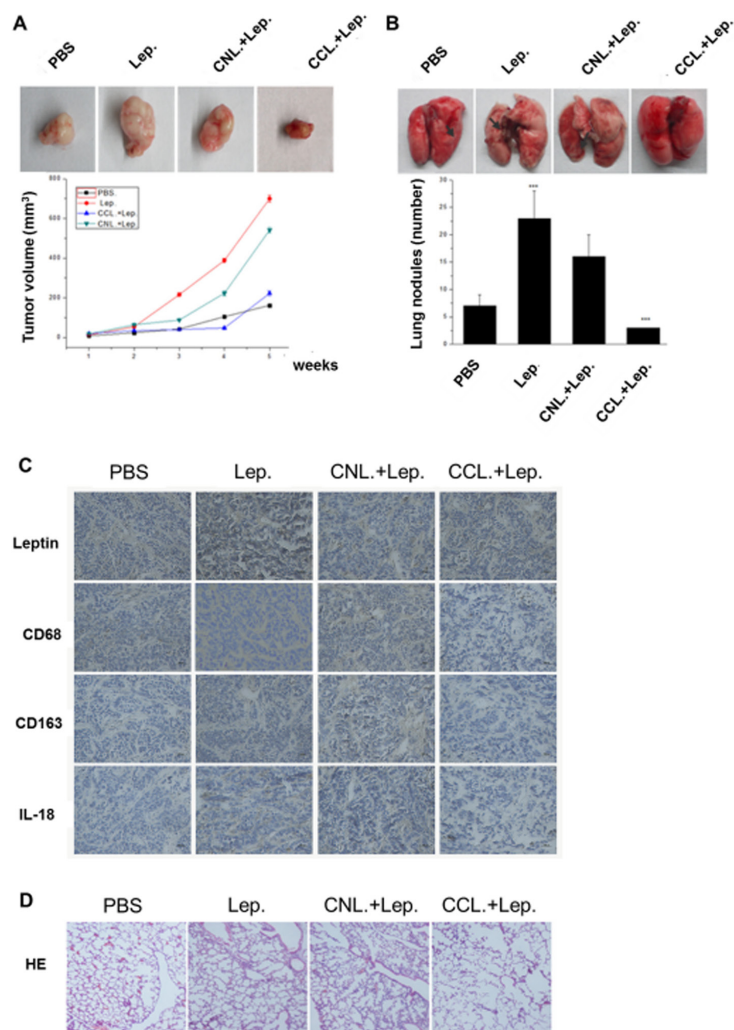 A
PBS
Lep.
CNL.+Lep.
CCL.+Lep.
Tumor volume (mm³)
800
600
400
200
0
PBS.
Lep.
CCL.+Lep.
CNL.+Lep.
1
2
3
4
5
weeks
B
PBS
Lep.
CNL.+Lep.
CCL.+Lep.
Lung nodules (number)
30
25
20
15
10
5
0
***
***
PBS
Lep.
CNL.+Lep.
CCL.+Lep.
C
PBS
Lep.
CNL.+Lep.
CCL.+Lep.
Leptin
CD68
CD163
IL-18
D
PBS
Lep.
CNL.+Lep.
CCL.+Lep.
HE